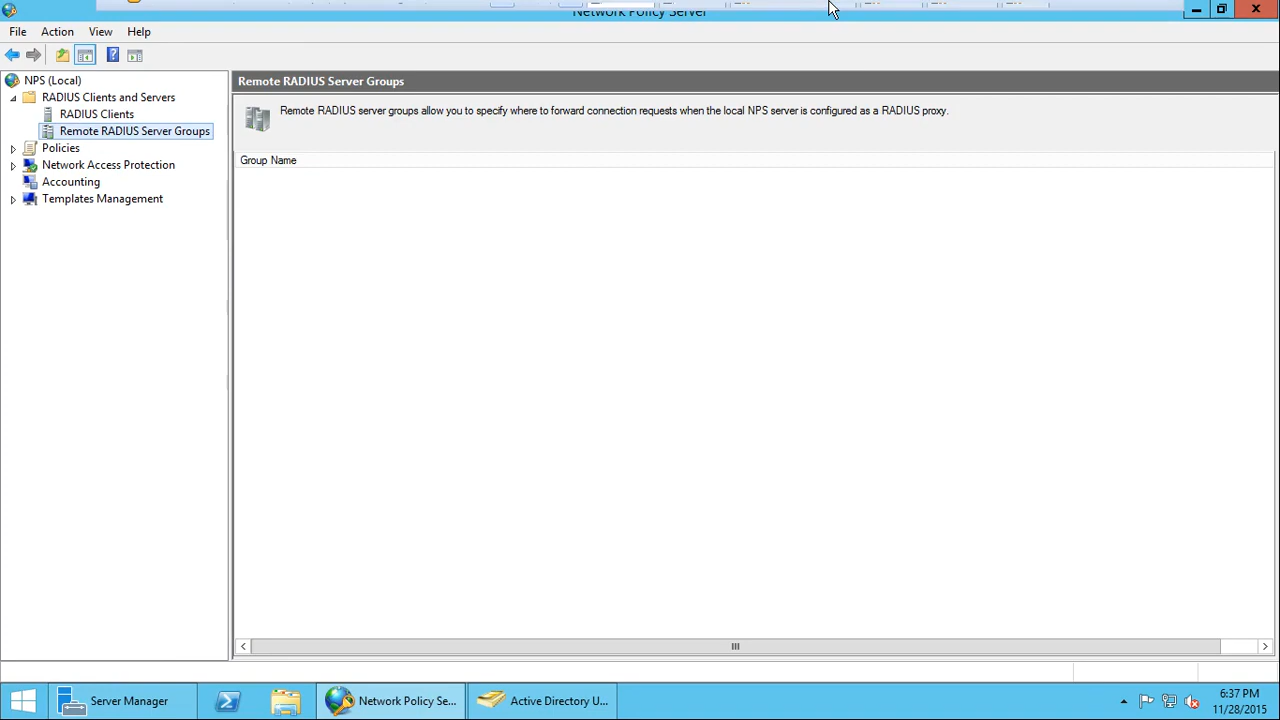 Network Policy Server
File Action View Help
NPS (Local)
RADIUS Clients and Servers
RADIUS Clients
Remote RADIUS Server Groups
Policies
Network Access Protection
Accounting
Templates Management
Remote RADIUS Server Groups
Remote RADIUS server groups allow you to specify where to forward connection requests when the local NPS server is configured as a RADIUS proxy.
Group Name
Server Manager
Network Policy Se...
Active Directory U...
6:37 PM
11/28/2015